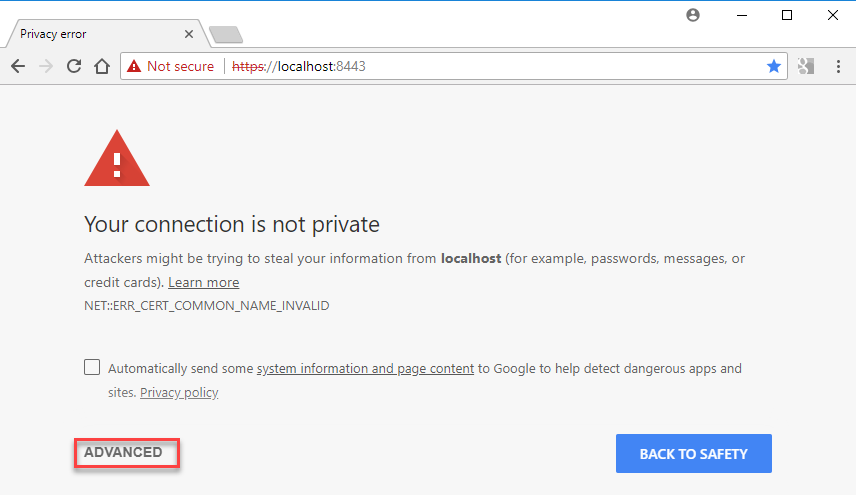 Privacy error
Not secure https://localhost:8443
Your connection is not private
Attackers might be trying to steal your information from localhost (for example, passwords, messages, or
credit cards). Learn more
NET::ERR_CERT_COMMON_NAME_INVALID
Automatically send some system information and page content to Google to help detect dangerous apps and
sites. Privacy policy
ADVANCED
BACK TO SAFETY